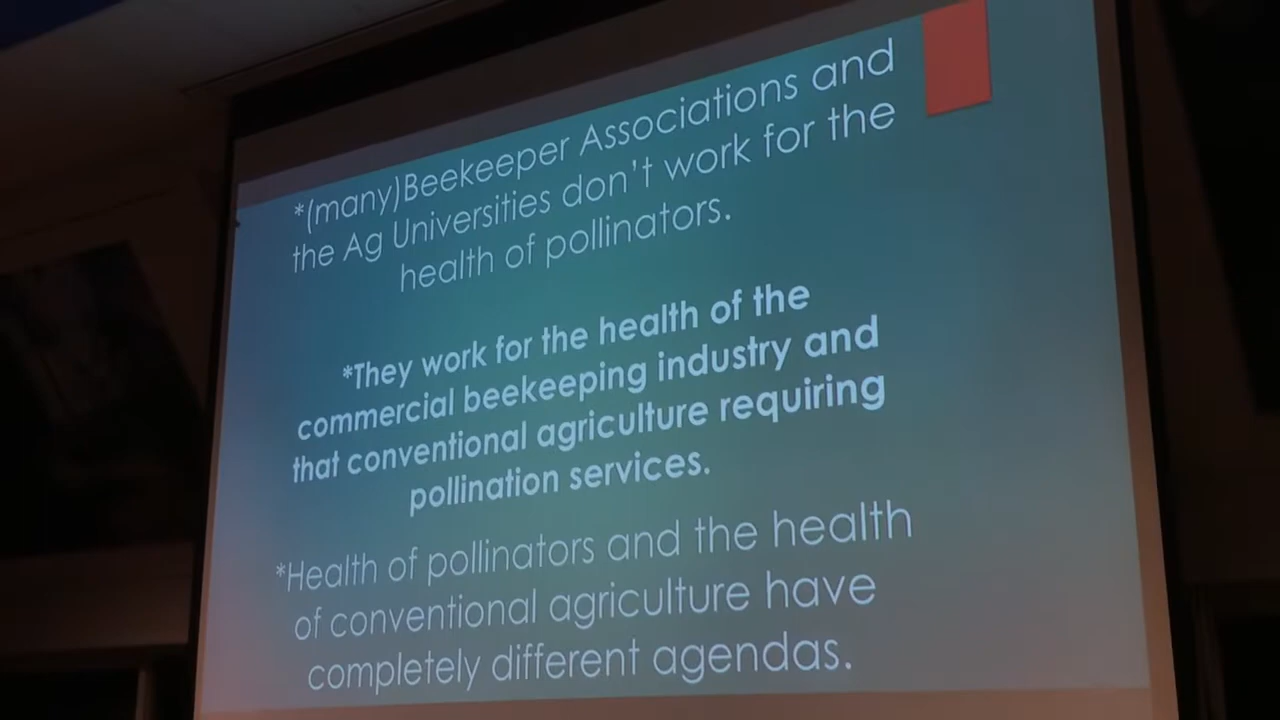 *(many)Beekeeper Associations and
the Ag Universities don't work for the
health of pollinators.
*They work for the health of the
commercial beekeeping industry and
that conventional agriculture requiring
pollination services.
*Health of pollinators and the health
of conventional agriculture have
completely different agendas.